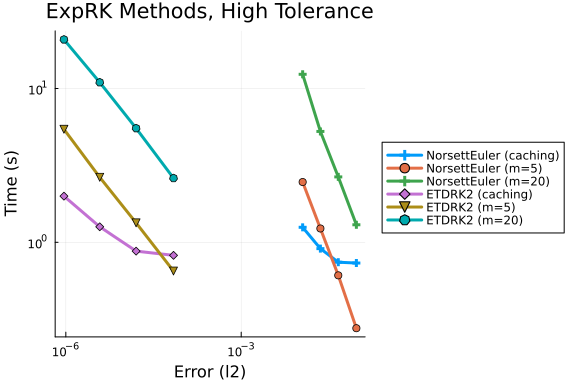 ExpRK Methods, High Tolerance
10¹
10⁰
Time (s)
10⁻⁶
10⁻³
Error (l2)
NorsettEuler (caching)
NorsettEuler (m=5)
NorsettEuler (m=20)
ETDRK2 (caching)
ETDRK2 (m=5)
ETDRK2 (m=20)